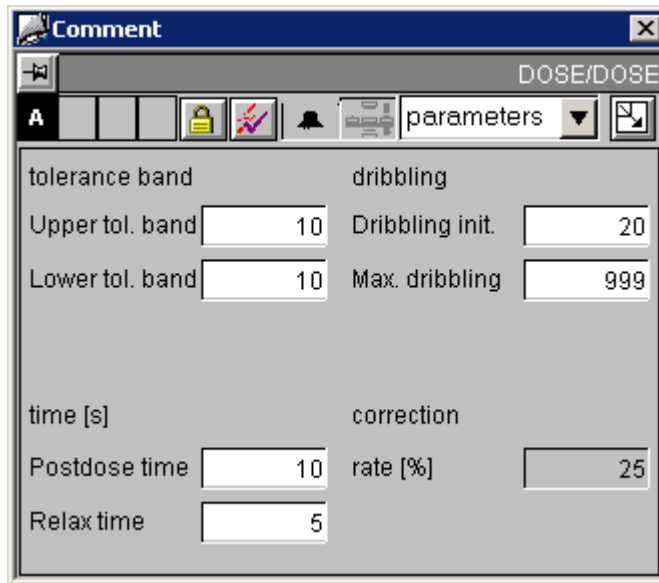 Comment
DOSE/DOSE
A parameters
tolerance band dribbling
Upper tol. band 10 Dribbling init. 20
Lower tol. band 10 Max. dribbling 999
time [s] correction
Postdose time 10 rate [%] 25
Relax time 5